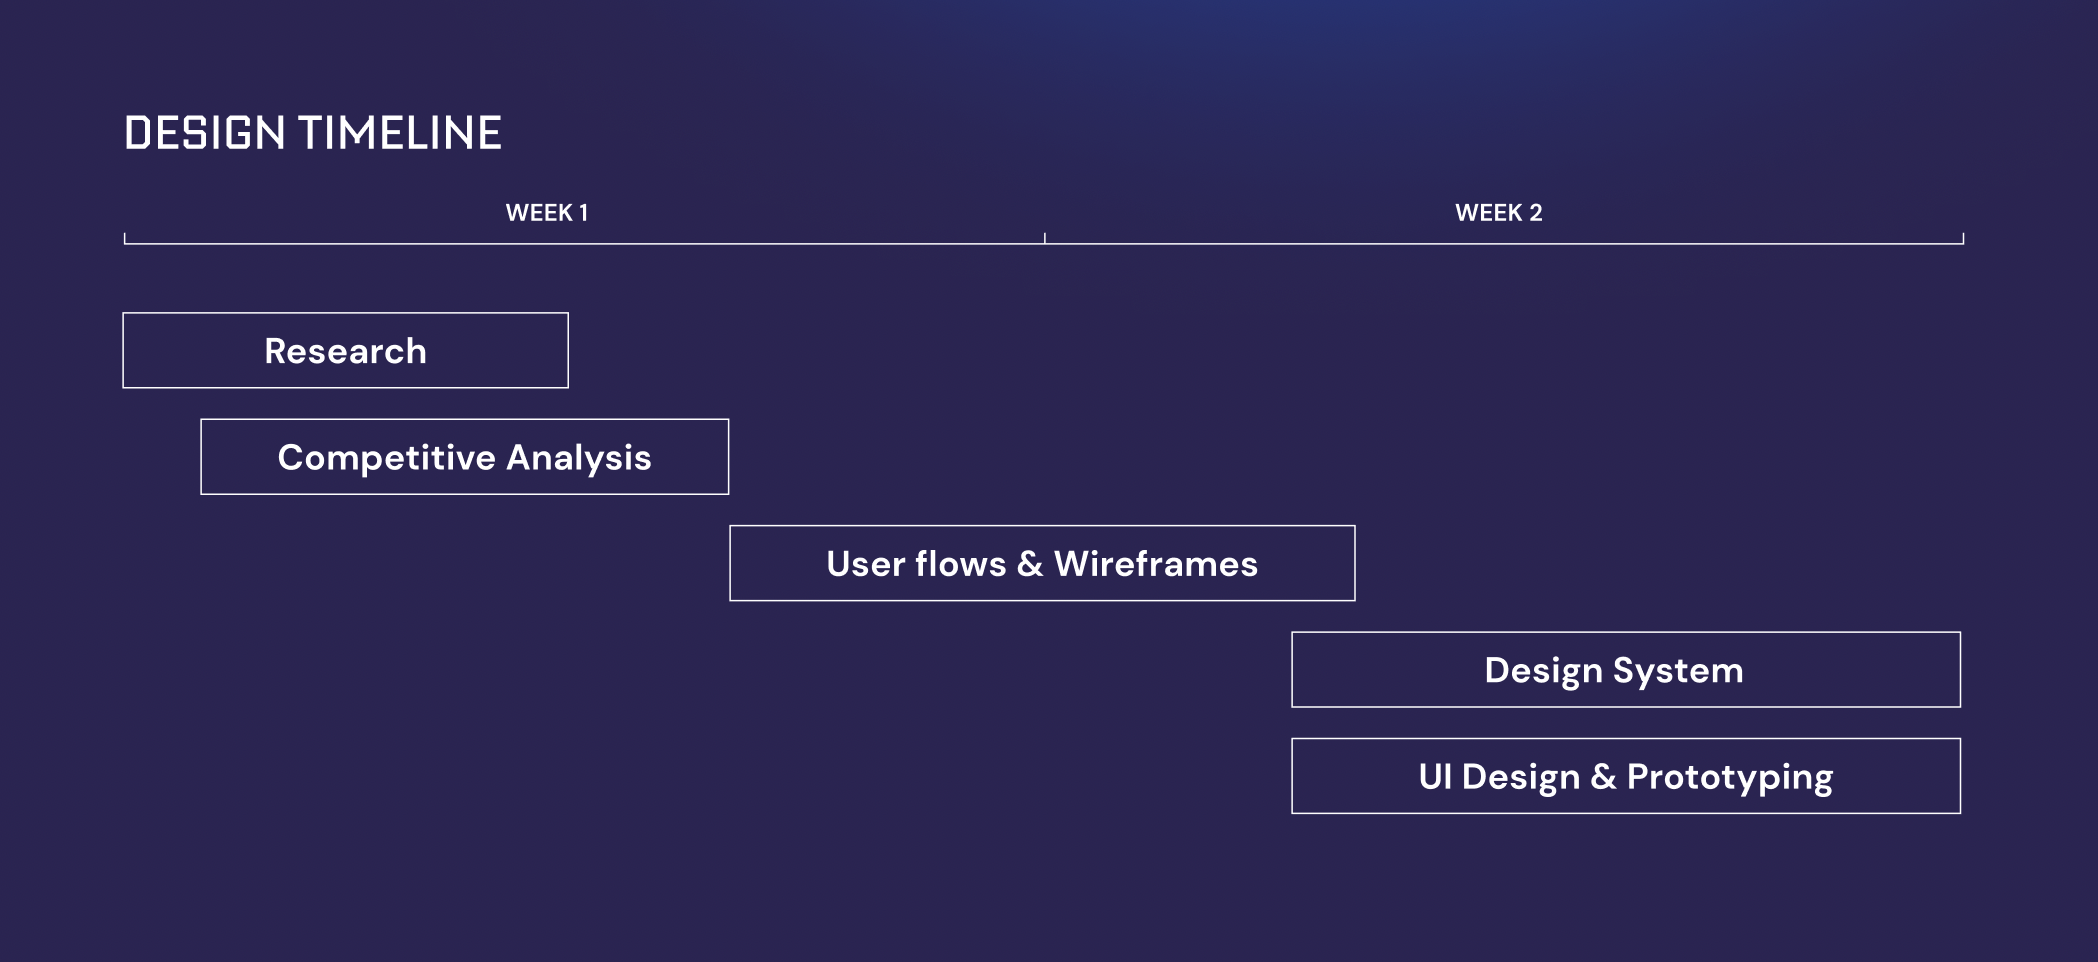 DESIGN TIMELINE
WEEK 1
WEEK 2
Research
Competitive Analysis
User flows & Wireframes
Design System
UI Design & Prototyping